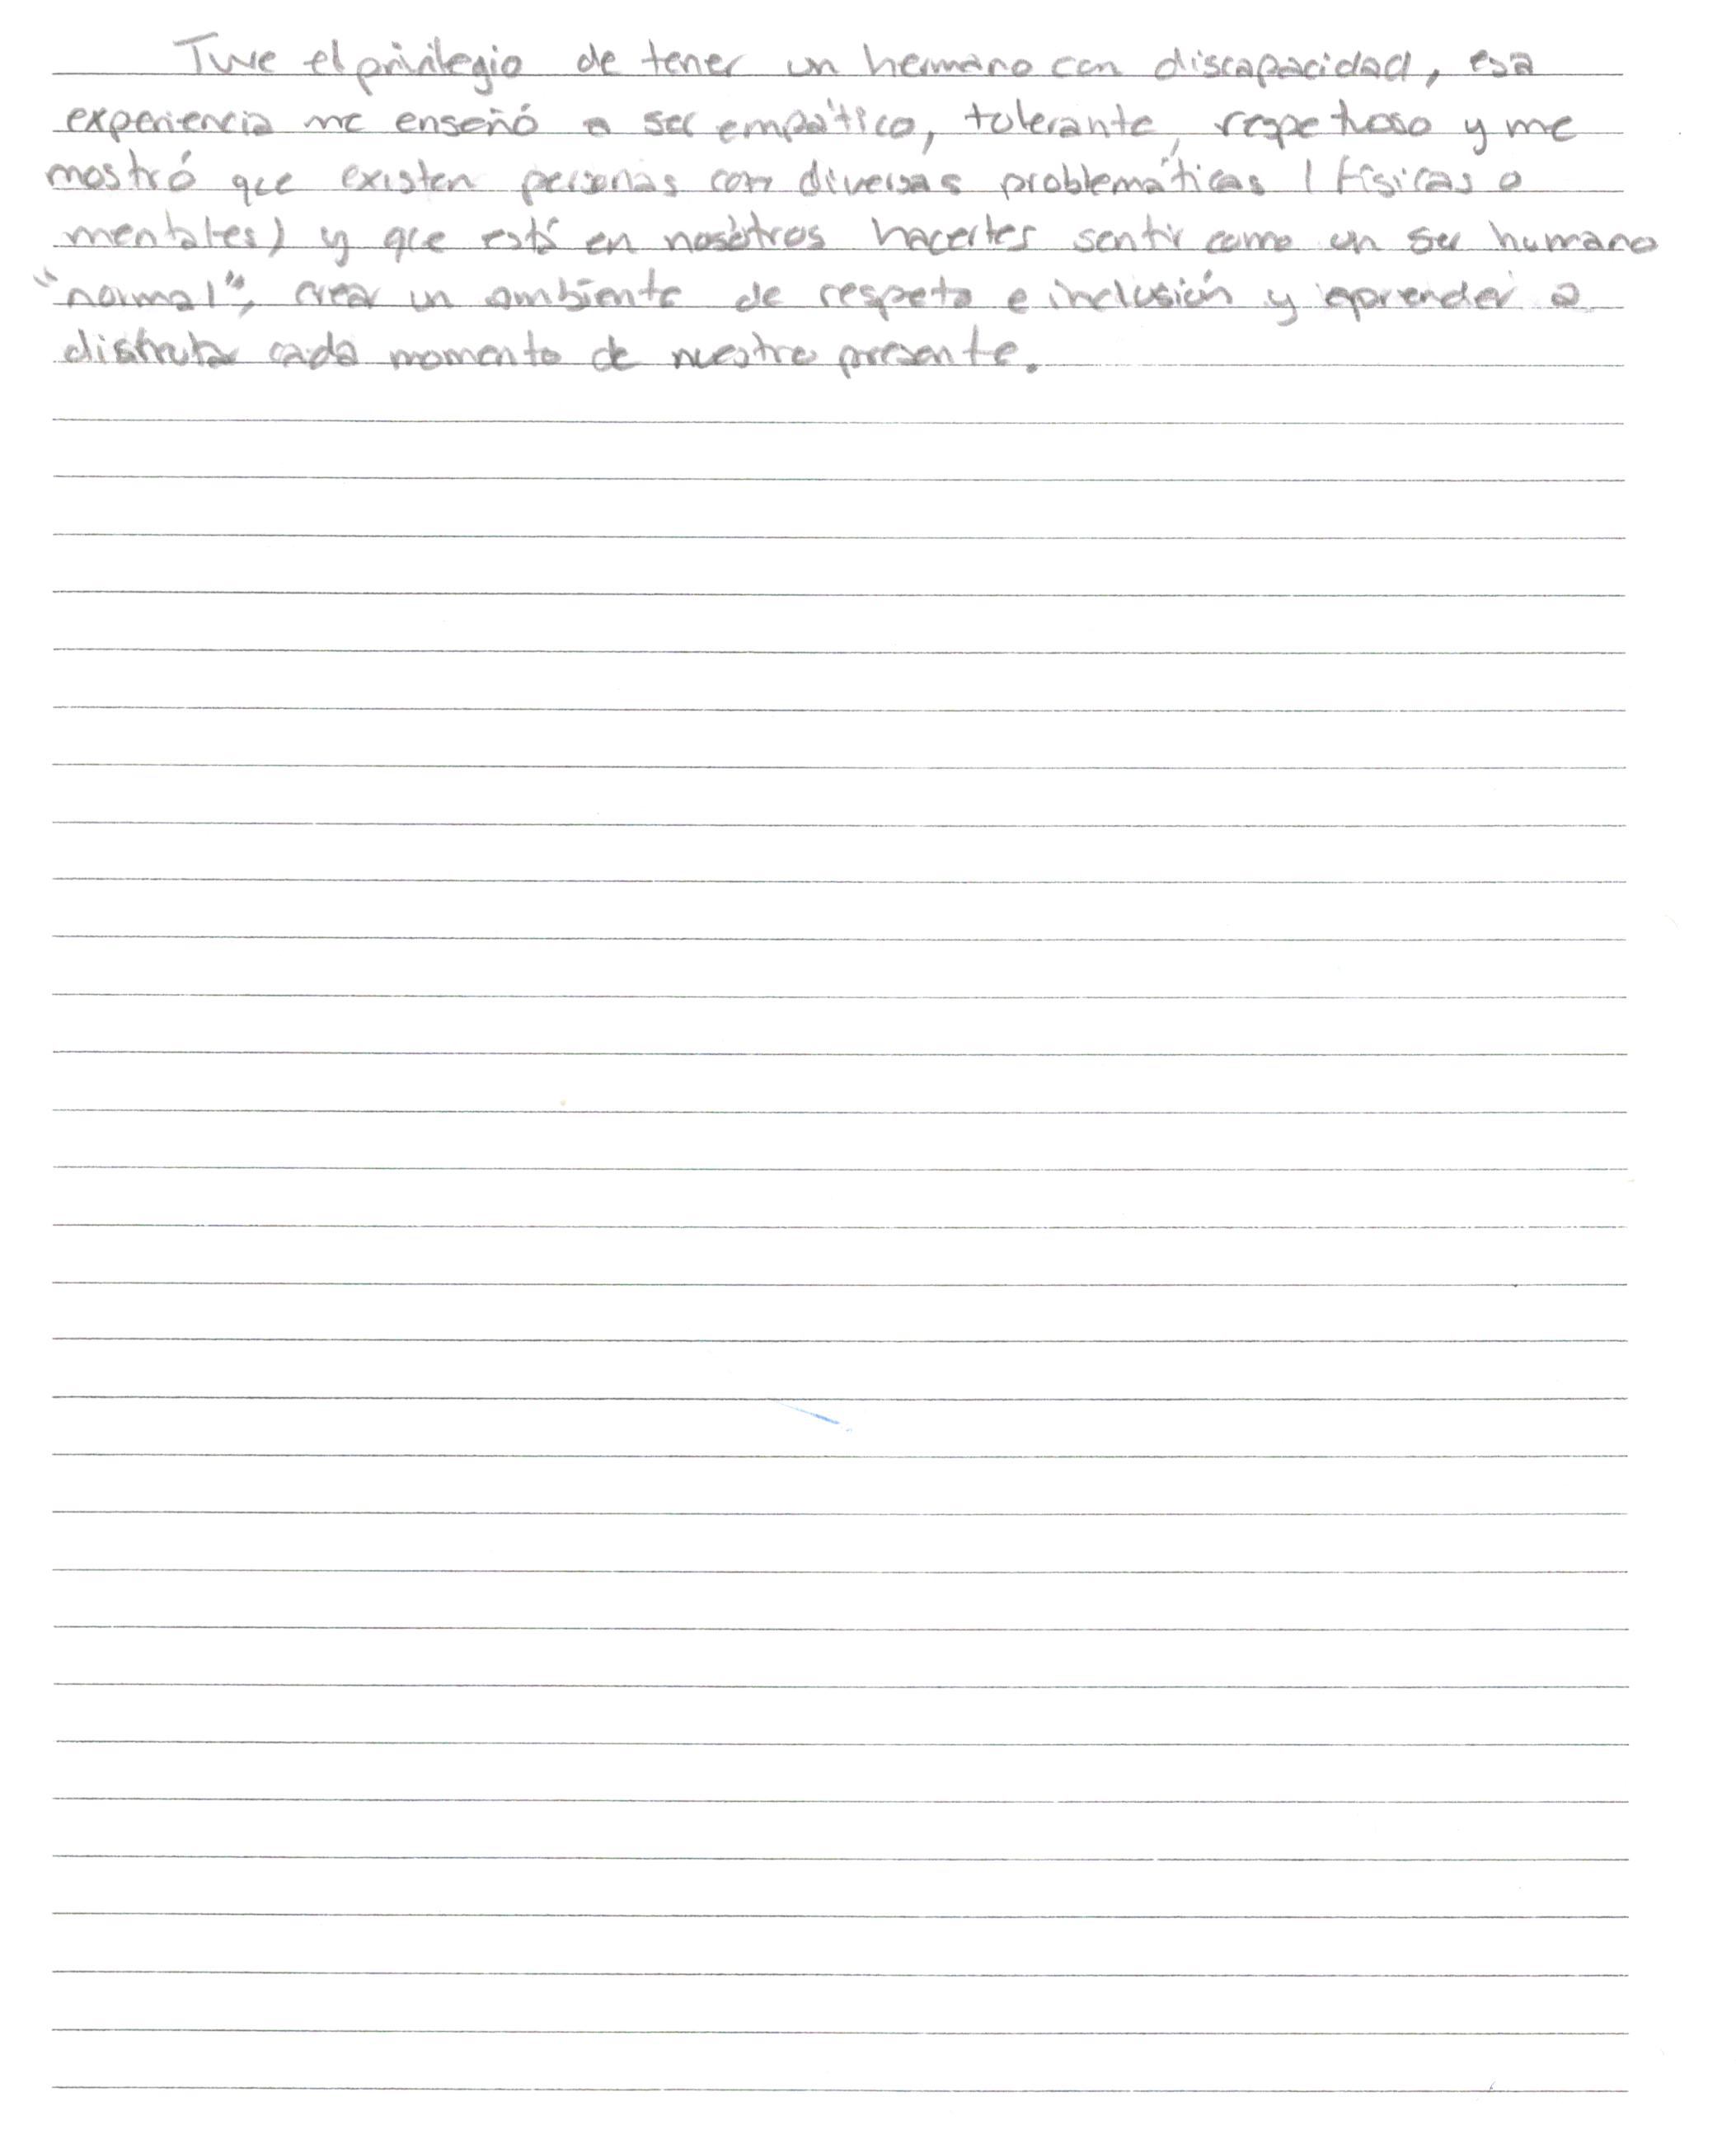 Tuve el privilegio de tener un hermano con discapacidad, esa
experiencia me enseñó a ser empático, tolerante, respetuoso y me
mostró que existen personas con diversas problemáticas (físicas o
mentales) y que está en nosotros hacerles sentir como un ser humano
"normal", crear un ambiente de respeto e inclusión y aprender a
disfrutar cada momento de nuestro presente.